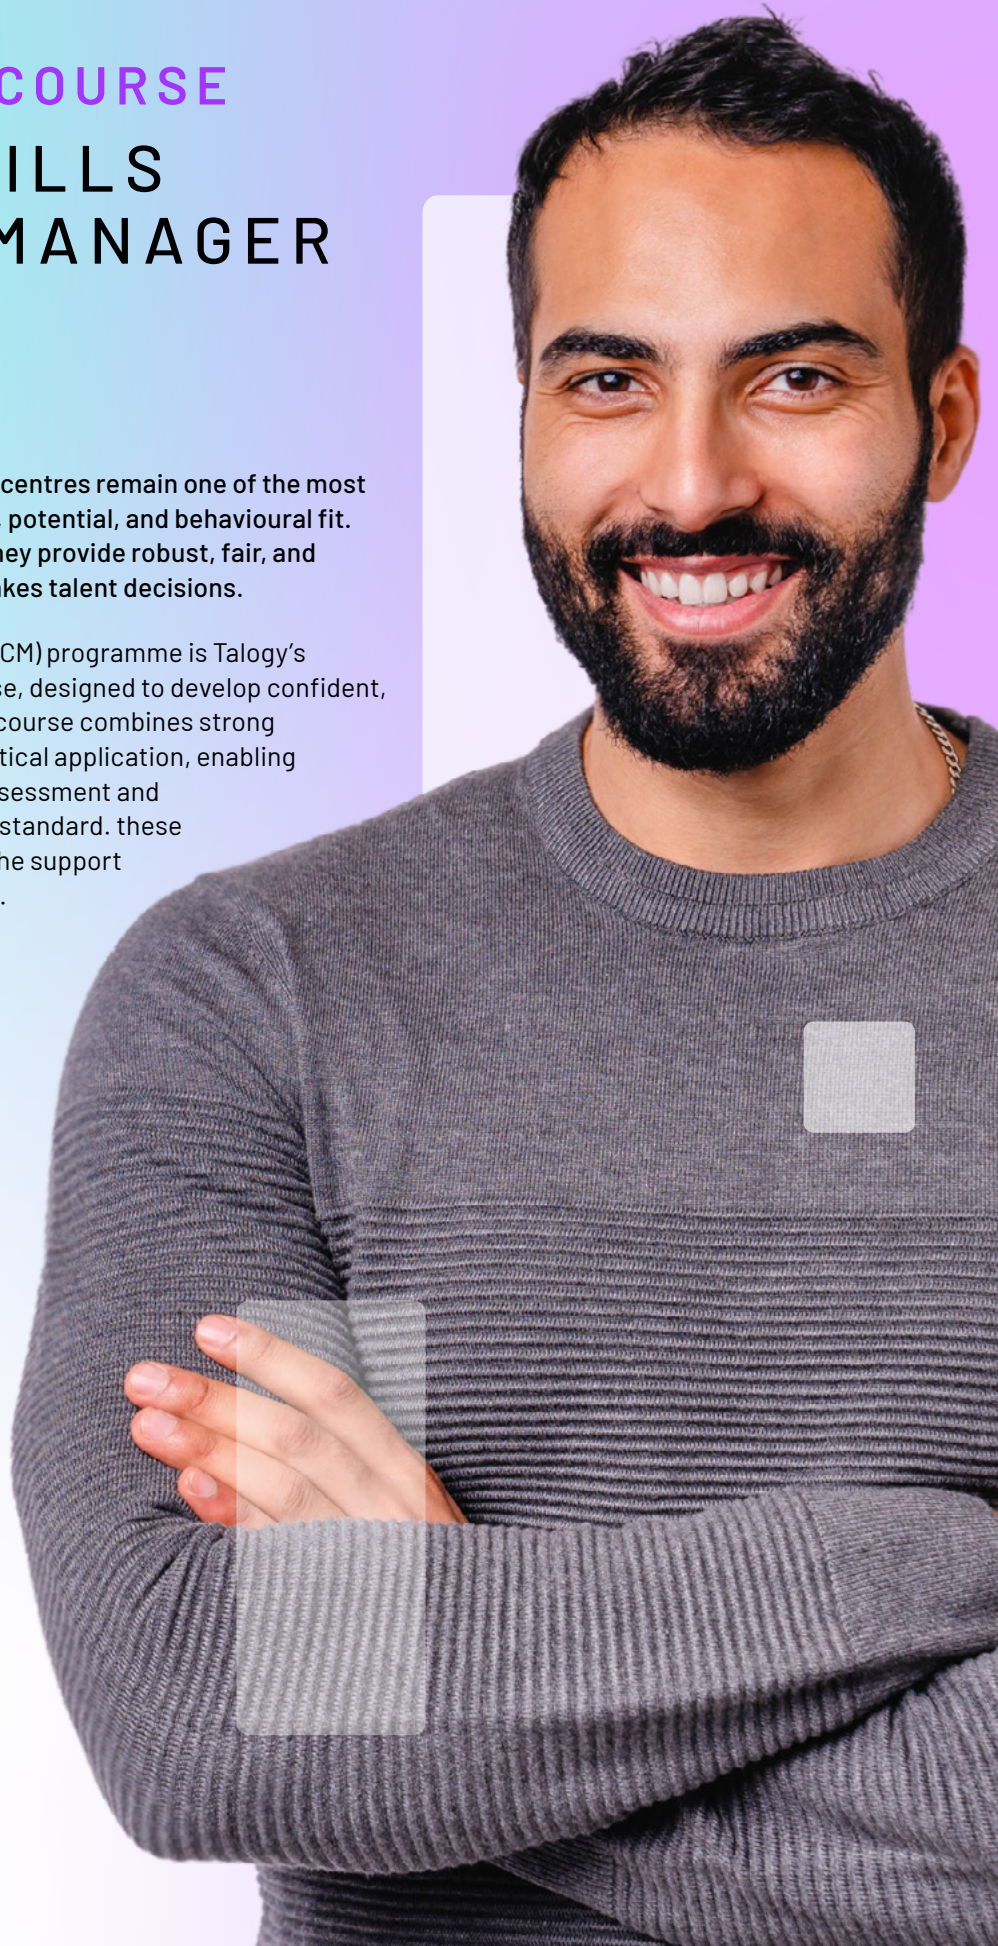 COURSE
ILLS
MANAGER
centres remain one of the most
, potential, and behavioural fit.
hey provide robust, fair, and
akes talent decisions.
CM) programme is Talogy’s
se, designed to develop confident,
course combines strong
tical application, enabling
sessment and
standard. these
he support
.